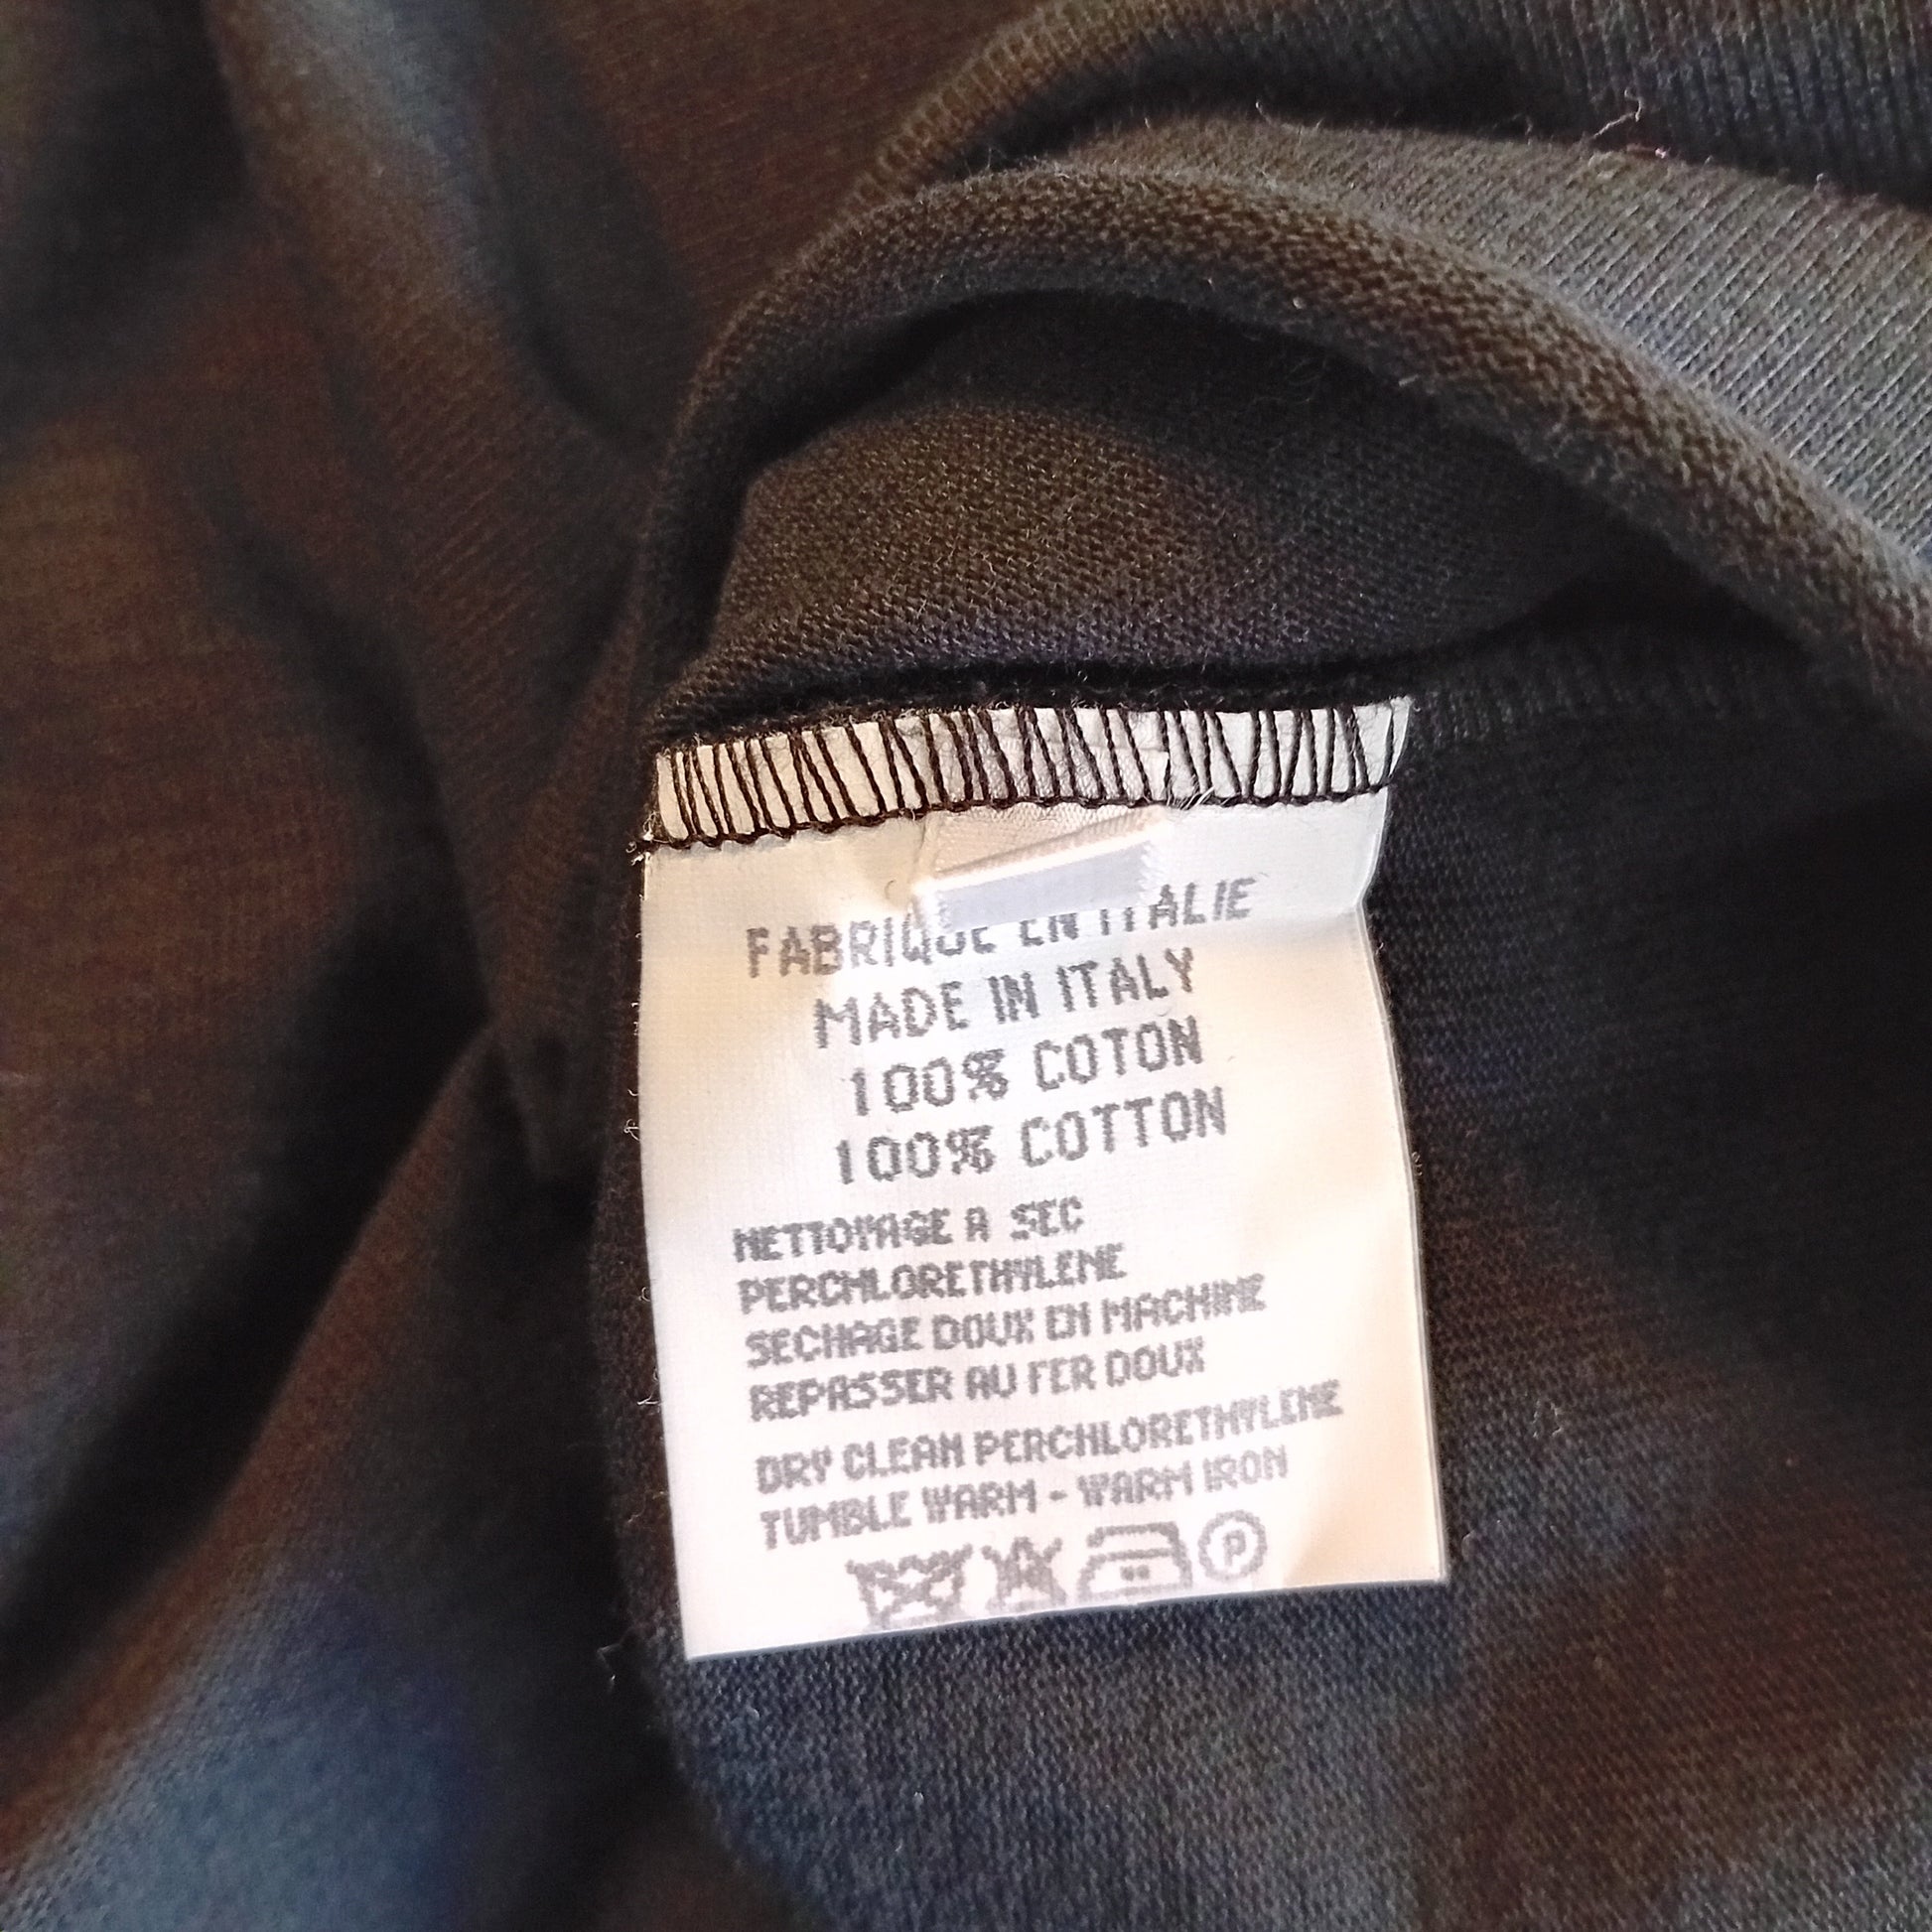 FABRIQUE EN ITALIE
MADE IN ITALY
100% COTON
100% COTTON
NETTOYAGE A SEC
PERCHLORETHYLENE
SECHAGE DOUX EN MACHINE
REPASSER AU FER DOUX
DRY CLEAN PERCHLORETHYLENE
TUMBLE WARM - WARM IRON
P